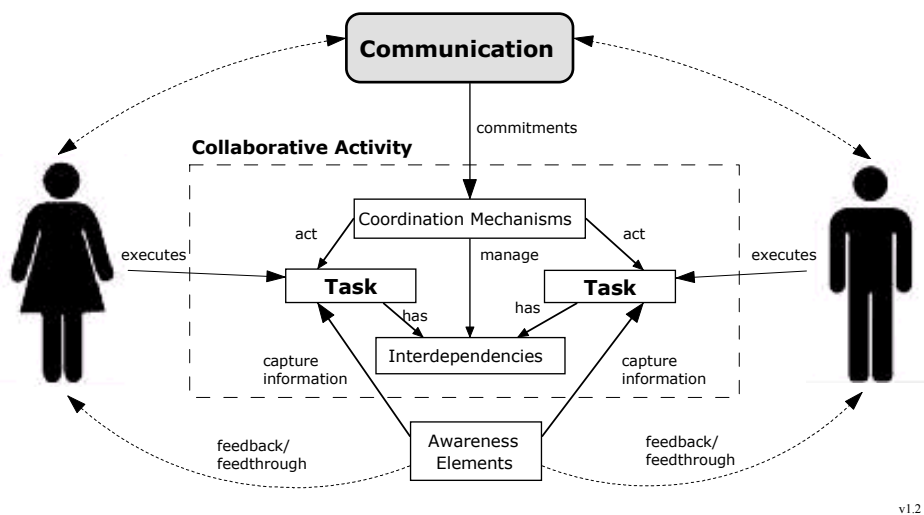 Communication
commitments
Collaborative Activity
Coordination Mechanisms
act
manage
act
executes
executes
Task
Task
has
has
Interdependencies
capture
information
capture
information
Awareness
Elements
feedback/
feedthrough
feedback/
feedthrough
v1.2